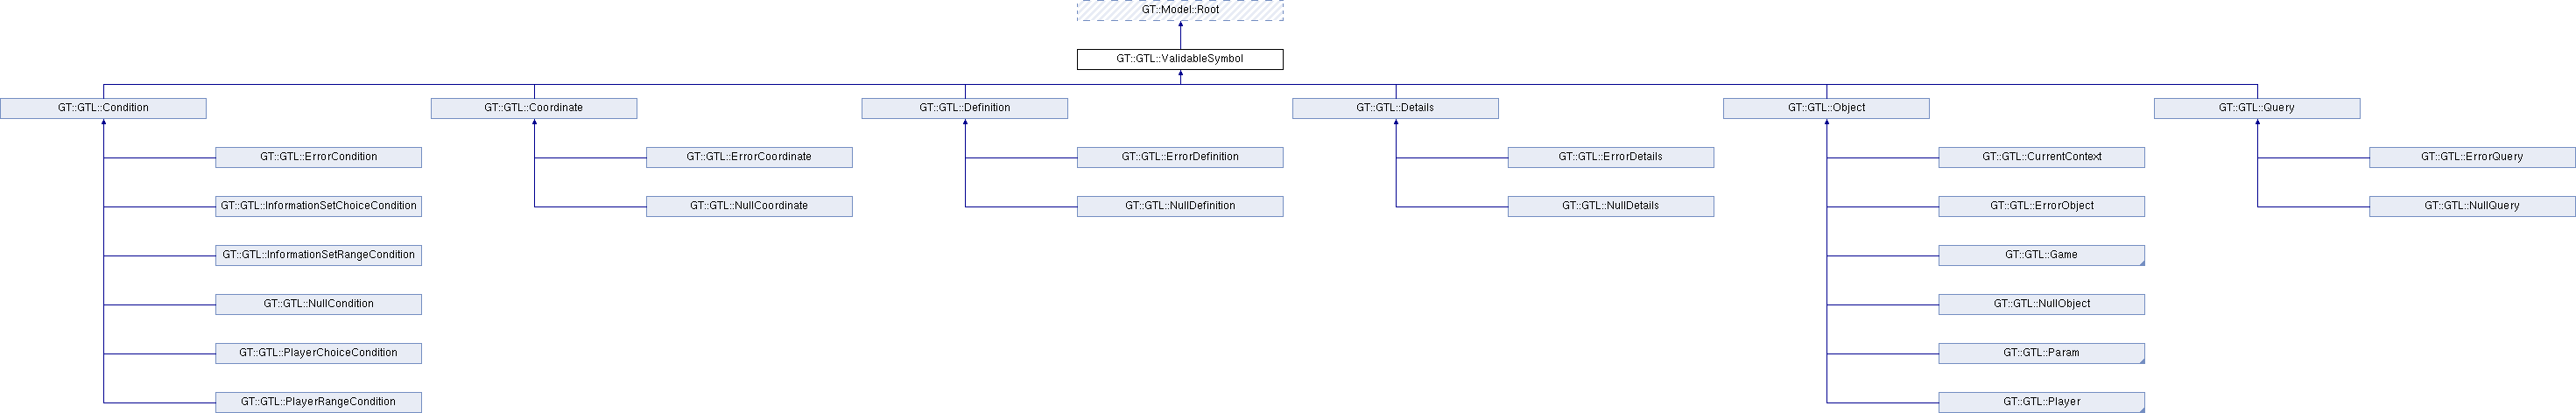 GT::Model::Root
GT::GTL::ValidableSymbol
GT::GTL::Condition
GT::GTL::Coordinate
GT::GTL::Definition
GT::GTL::Details
GT::GTL::Object
GT::GTL::Query
GT::GTL::ErrorCondition
GT::GTL::ErrorCoordinate
GT::GTL::ErrorDefinition
GT::GTL::ErrorDetails
GT::GTL::CurrentContext
GT::GTL::ErrorQuery
GT::GTL::InformationSetChoiceCondition
GT::GTL::NullCoordinate
GT::GTL::NullDefinition
GT::GTL::NullDetails
GT::GTL::ErrorObject
GT::GTL::NullQuery
GT::GTL::InformationSetRangeCondition
GT::GTL::Game
GT::GTL::NullCondition
GT::GTL::NullObject
GT::GTL::PlayerChoiceCondition
GT::GTL::Param
GT::GTL::PlayerRangeCondition
GT::GTL::Player